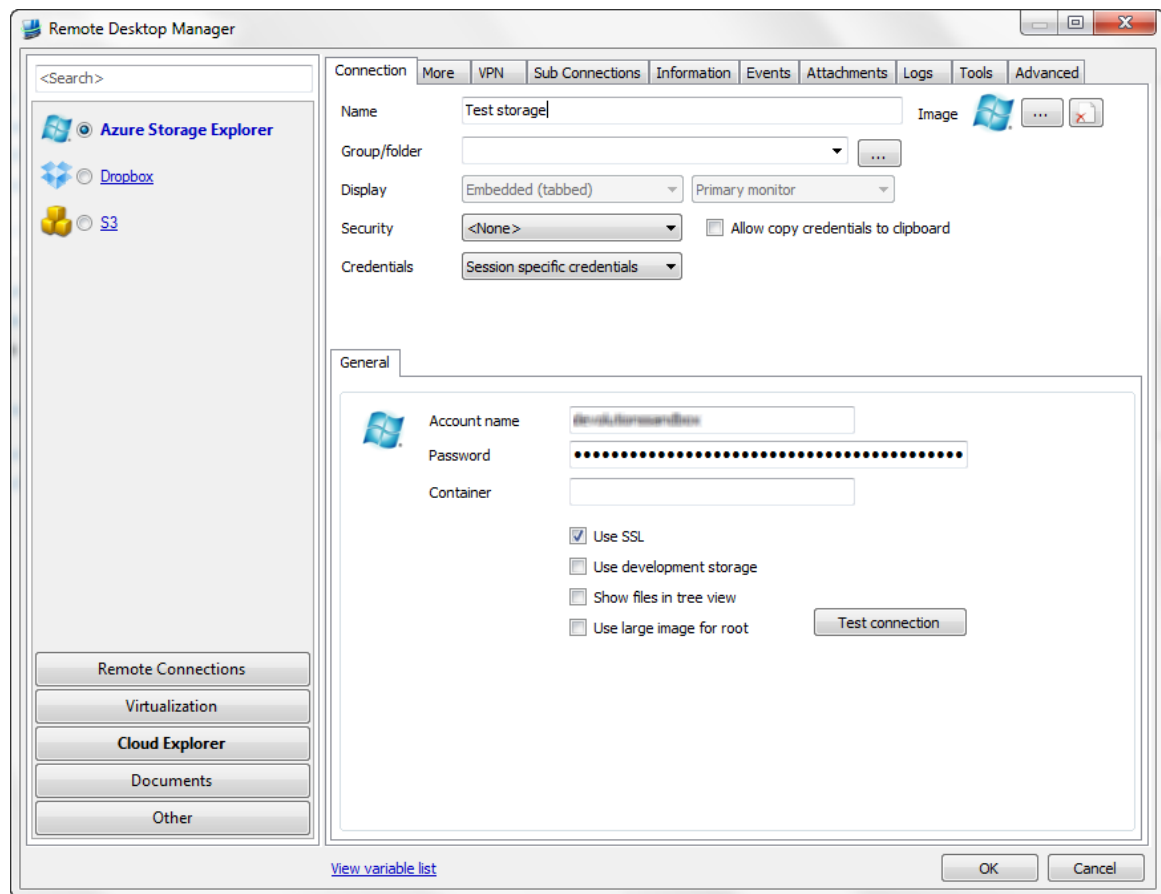 Remote Desktop Manager
<Search>
Azure Storage Explorer
Dropbox
S3
Remote Connections
Virtualization
Cloud Explorer
Documents
Other
Connection More VPN Sub Connections Information Events Attachments Logs Tools Advanced
Name Test storage Image ...
Group/folder ...
Display Embedded (tabbed) Primary monitor
Security <None> Allow copy credentials to clipboard
Credentials Session specific credentials
General
Account name
Password
Container
Use SSL
Use development storage
Show files in tree view
Use large image for root Test connection
View variable list OK Cancel